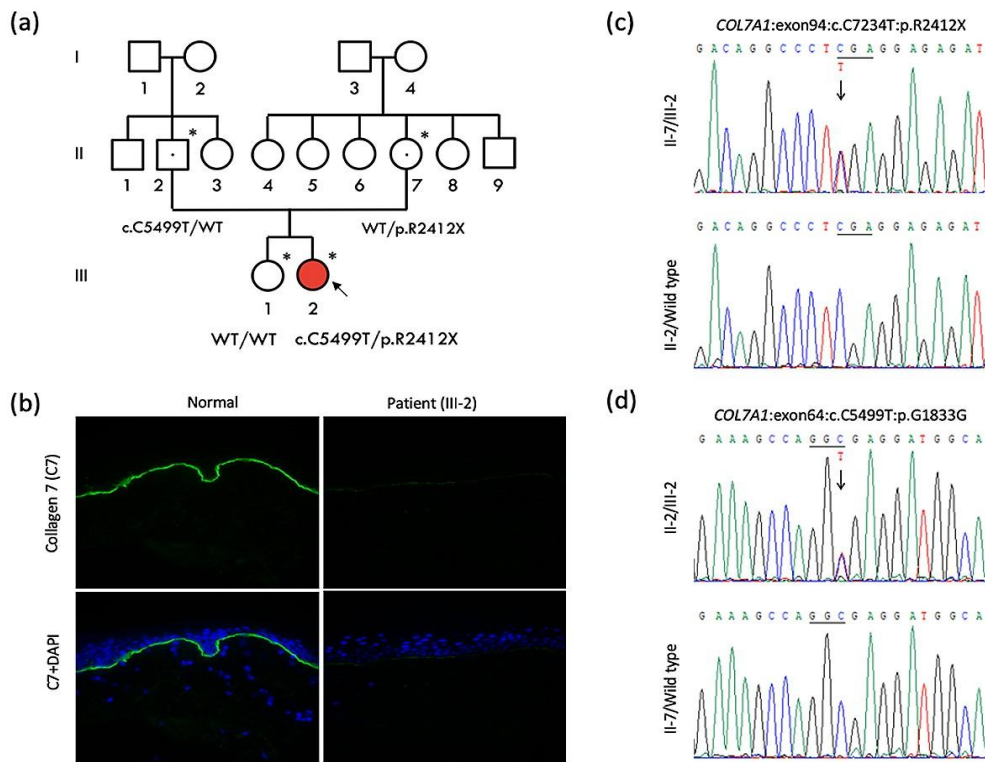 (a)
I
1
2
3
4
II
*
*
1
2
3
4
5
6
7
8
9
c.C5499T/WT
WT/p.R2412X
III
*
*
1
2
WT/WT
c.C5499T/p.R2412X
(b)
Normal
Patient (III-2)
Collagen 7 (C7)
C7+DAPI
(c)
COL7A1:exon94:c.C7234T:p.R2412X
G A C A G G C C C T C G A G G A G A G A T
T
II-7/III-2
G A C A G G C C C T C G A G G A G A G A T
II-2/Wild type
(d)
COL7A1:exon64:c.C5499T:p.G1833G
G A A A G C C A G G C G A G G A T G G C A
T
II-2/III-2
G A A A G C C A G G C G A G G A T G G C A
II-7/Wild type